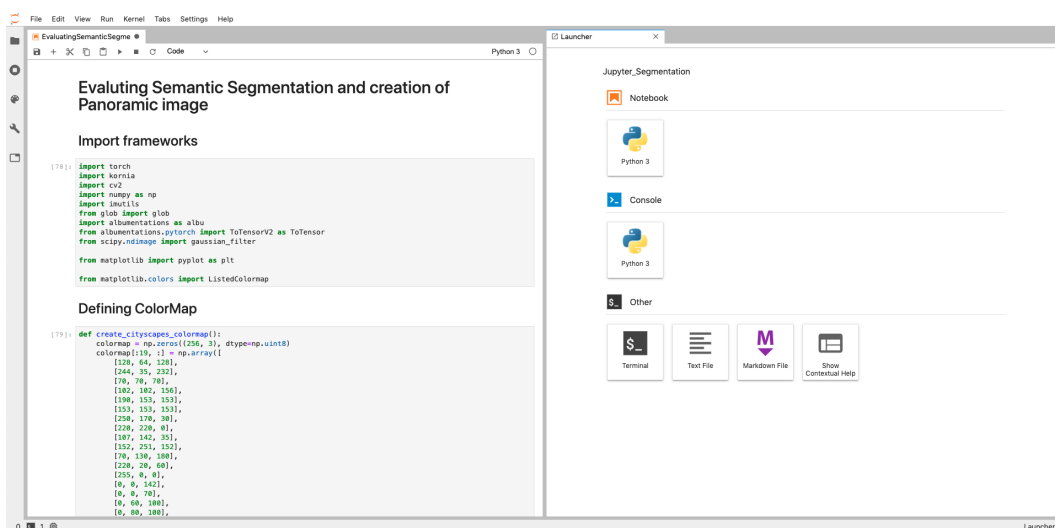 File Edit View Run Kernel Tabs Settings Help
EvaluatingSemanticSegme
Code
Python 3
Evaluting Semantic Segmentation and creation of
Panoramic image
Import frameworks
[78]: import torch
import kornia
import cv2
import numpy as np
import imutils
from glob import glob
import albumentations as albu
from albumentations.pytorch import ToTensorV2 as ToTensor
from scipy.ndimage import gaussian_filter
from matplotlib import pyplot as plt
from matplotlib.colors import ListedColormap
Defining ColorMap
[79]: def create_cityscapes_colormap():
colormap = np.zeros((256, 3), dtype=np.uint8)
colormap[:19, :] = np.array([
[128, 64, 128],
[244, 35, 232],
[70, 70, 70],
[102, 102, 156],
[190, 153, 153],
[153, 153, 153],
[250, 170, 30],
[220, 220, 0],
[107, 142, 35],
[152, 251, 152],
[70, 130, 180],
[220, 20, 60],
[255, 0, 0],
[0, 0, 142],
[0, 0, 70],
[0, 60, 100],
[0, 80, 100],
Launcher
Jupyter_Segmentation
Notebook
Python 3
>_ Console
Python 3
$_ Other
$_
Terminal
Text File
M
Markdown File
Show
Contextual Help
0 $_ 1
Launcher